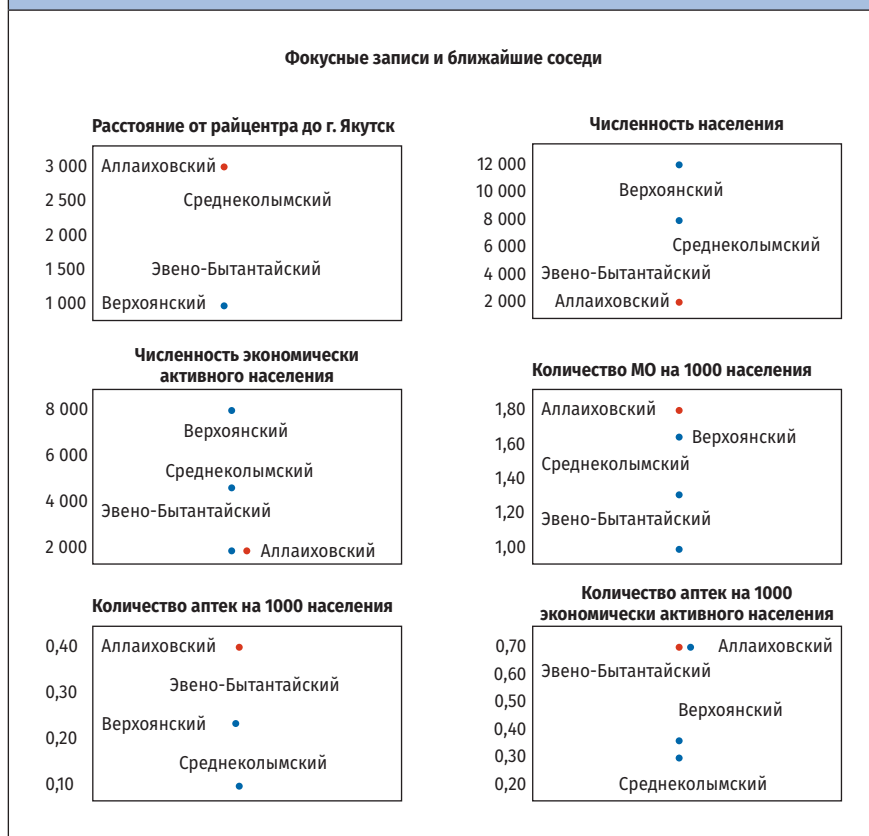 Фокусные записи и ближайшие соседи
Расстояние от райцентра до г. Якутск
3 000
Аллаиховский
2 500
Среднеколымский
2 000
1 500
Эвено-Бытантайский
1 000
Верхоянский
Численность населения
12 000
10 000
Верхоянский
8 000
6 000
Среднеколымский
4 000
Эвено-Бытантайский
2 000
Аллаиховский
Численность экономически
активного населения
8 000
Верхоянский
6 000
Среднеколымский
4 000
Эвено-Бытантайский
2 000
Аллаиховский
Количество МО на 1000 населения
1,80
Аллаиховский
1,60
Верхоянский
Среднеколымский
1,40
1,20
Эвено-Бытантайский
1,00
Количество аптек на 1000 населения
0,40
Аллаиховский
0,30
Эвено-Бытантайский
Верхоянский
0,20
Среднеколымский
0,10
Количество аптек на 1000
экономически активного населения
0,70
Аллаиховский
0,60
Эвено-Бытантайский
0,50
Верхоянский
0,40
0,30
0,20
Среднеколымский